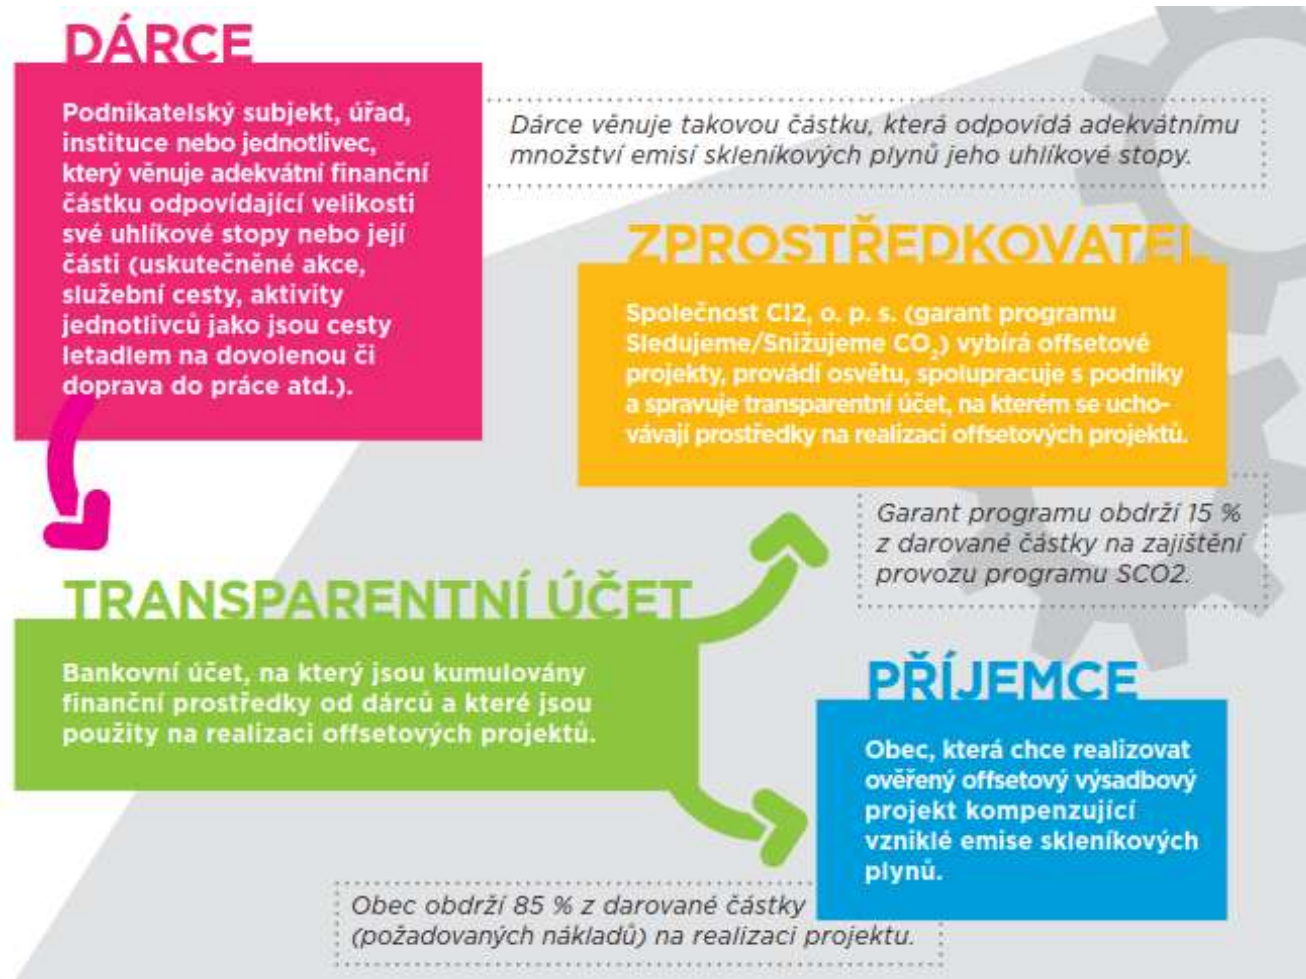 DÁRCE
Podnikatelský subjekt, úřad,
instituce nebo jednotlivec,
který věnuje adekvátní finanční
částku odpovídající velikosti
své uhlíkové stopy nebo její
části (uskutečněné akce,
služební cesty, aktivity
jednotlivců jako jsou cesty
letadlem na dovolenou či
doprava do práce atd.).
Dárce věnuje takovou částku, která odpovídá adekvátnímu
množství emisí skleníkových plynů jeho uhlíkové stopy.
ZPROSTŘEDKOVATEL
Společnost CI2, o. p. s. (garant programu
Sledujeme/Snižujeme CO₂) vybírá offsetové
projekty, provádí osvětu, spolupracuje s podniky
a spravuje transparentní účet, na kterém se ucho-
vávají prostředky na realizaci offsetových projektů.
Garant programu obdrží 15 %
z darované částky na zajištění
provozu programu SCO2.
TRANSPARENTNÍ ÚČET
Bankovní účet, na který jsou kumulovány
finanční prostředky od dárců a které jsou
použity na realizaci offsetových projektů.
PŘÍJEMCE
Obec, která chce realizovat
ověřený offsetový výsadbový
projekt kompenzující
vzniklé emise skleníkových
plynů.
Obec obdrží 85 % z darované částky
(požadovaných nákladů) na realizaci projektu.